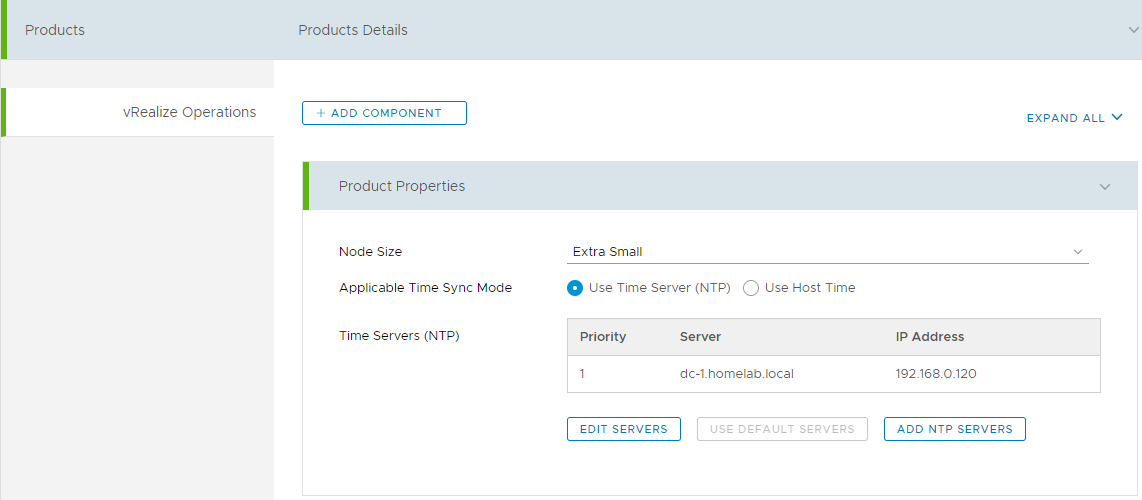 Products
Products Details
vRealize Operations
+ ADD COMPONENT
EXPAND ALL
Product Properties
Node Size
Extra Small
Applicable Time Sync Mode
Use Time Server (NTP)
Use Host Time
Time Servers (NTP)
Priority Server IP Address
1 dc-1.homelab.local 192.168.0.120
EDIT SERVERS
USE DEFAULT SERVERS
ADD NTP SERVERS